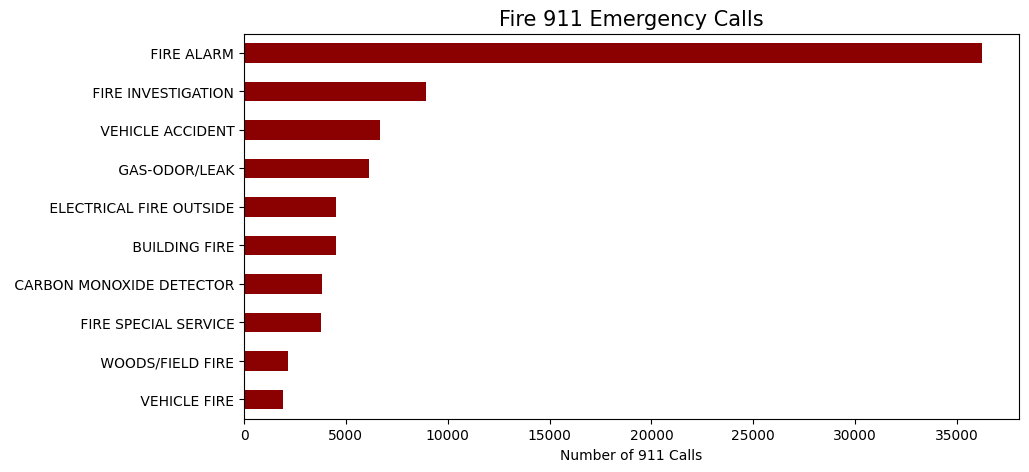 Fire 911 Emergency Calls
FIRE ALARM
FIRE INVESTIGATION
VEHICLE ACCIDENT
GAS-ODOR/LEAK
ELECTRICAL FIRE OUTSIDE
BUILDING FIRE
CARBON MONOXIDE DETECTOR
FIRE SPECIAL SERVICE
WOODS/FIELD FIRE
VEHICLE FIRE
0 5000 10000 15000 20000 25000 30000 35000
Number of 911 Calls